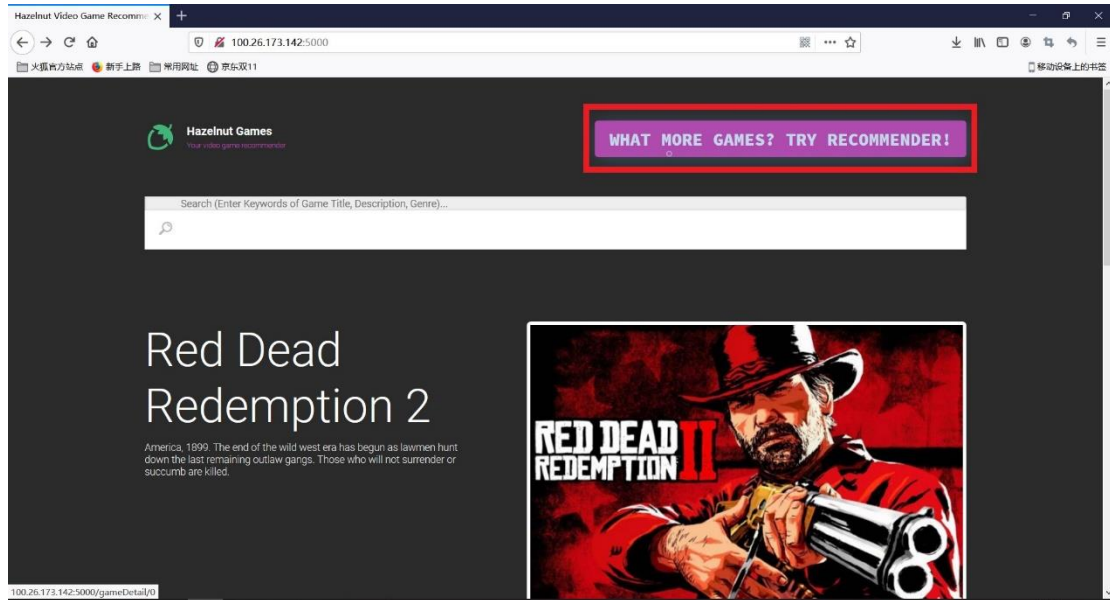 Hazelnut Video Game Recomme
100.26.173.142:5000
火狐官方站点 新手上路 常用网址 京东双11 移动设备上的书签
Hazelnut Games
Your video game recommender
WHAT MORE GAMES? TRY RECOMMENDER!
Search (Enter Keywords of Game Title, Description, Genre)...
Red Dead
Redemption 2
America, 1899. The end of the wild west era has begun as lawmen hunt
down the last remaining outlaw gangs. Those who will not surrender or
succumb are killed.
RED DEAD
REDEMPTION II
100.26.173.142:5000/gameDetail/0